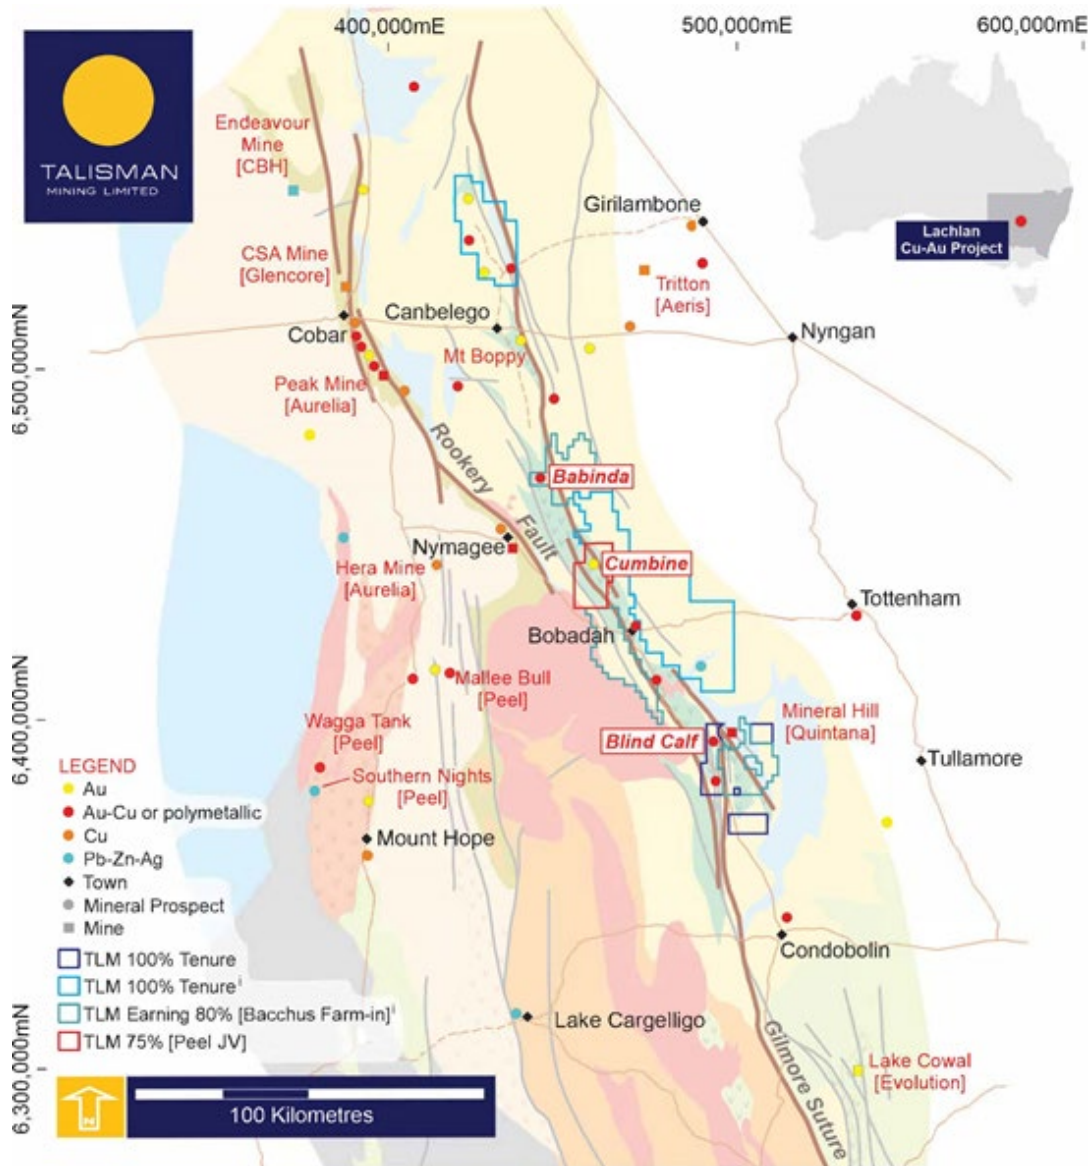 400,000mE
500,000mE
600,000mE
TALISMAN
MINING LIMITED
Endeavour
Mine
[CBH]
Girilambone
Lachlan
Cu-Au Project
CSA Mine
[Glencore]
Tritton
[Aeris]
Canbelego
Cobar
Nyngan
Mt Boppy
6,500,000mN
Peak Mine
[Aurelia]
Rookery
Fault
Babinda
Nymagee
Cumbine
Hera Mine
[Aurelia]
Tottenham
Bobadah
Mallee Bull
[Peel]
Wagga Tank
[Peel]
Mineral Hill
[Quintana]
6,400,000mN
Blind Calf
Tullamore
Southern Nights
[Peel]
Mount Hope
LEGEND
Au
Au-Cu or polymetallic
Cu
Pb-Zn-Ag
Town
Mineral Prospect
Mine
TLM 100% Tenure
TLM 100% Tenureⁱ
TLM Earning 80% [Bacchus Farm-in]ⁱ
TLM 75% [Peel JV]
Condobolin
Lake Cargelligo
Gilmore Suture
Lake Cowal
[Evolution]
6,300,000mN
N
100 Kilometres